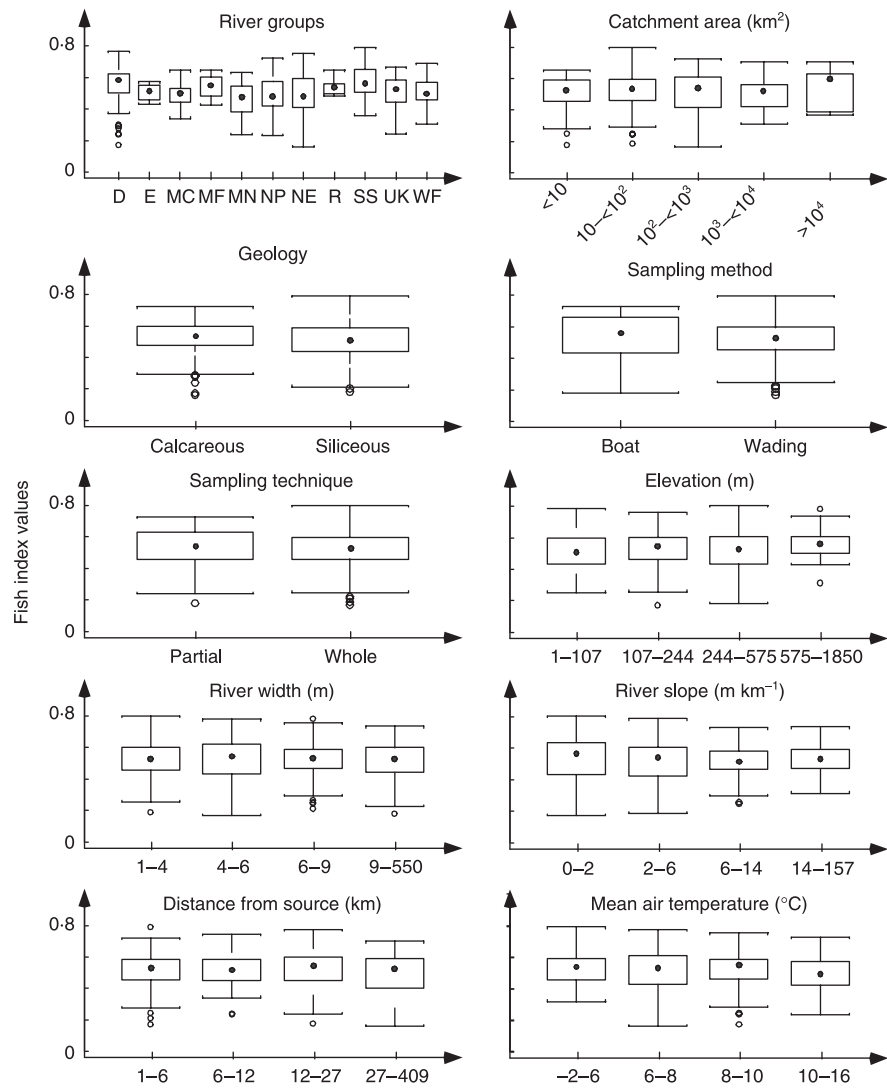 River groups
0·8
0
D E MC MF MN NP NE R SS UK WF
Catchment area (km²)
<10
10–<10²
10²–<10³
10³–<10⁴
>10⁴
Geology
0·8
0
Calcareous Siliceous
Sampling method
Boat Wading
Fish index values
Sampling technique
0·8
0
Partial Whole
Elevation (m)
1–107 107–244 244–575 575–1850
River width (m)
0·8
0
1–4 4–6 6–9 9–550
River slope (m km⁻¹)
0–2 2–6 6–14 14–157
Distance from source (km)
0·8
0
1–6 6–12 12–27 27–409
Mean air temperature (°C)
−2–6 6–8 8–10 10–16